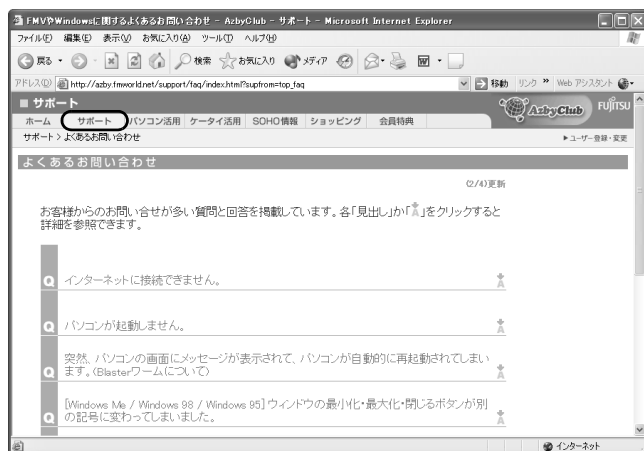 FMVやWindowsに関するよくあるお問い合わせ - AzbyClub - サポート - Microsoft Internet Explorer
ファイル(F) 編集(E) 表示(V) お気に入り(A) ツール(T) ヘルプ(H)
戻る 検索 お気に入り メディア
アドレス(D) http://azby.fmworld.net/support/faq/index.html?supfrom=top_faq 移動 リンク » Web アシスタント
■ サポート AzbyClub FUJITSU
ホーム サポート パソコン活用 ケータイ活用 SOHO情報 ショッピング 会員特典
サポート > よくあるお問い合わせ ▶ユーザー登録・変更
よくあるお問い合わせ
(2/4)更新
お客様からのお問い合せが多い質問と回答を掲載しています。各「見出し」か「A」をクリックすると
詳細を参照できます。
Q インターネットに接続できません。 A
Q パソコンが起動しません。 A
突然、パソコンの画面にメッセージが表示されて、パソコンが自動的に再起動されてしまい
Q ます。(Blasterワームについて) A
[Windows Me / Windows 98 / Windows 95] ウィンドウの最小化・最大化・閉じるボタンが別
Q の記号に変わってしまいました。 A
インターネット